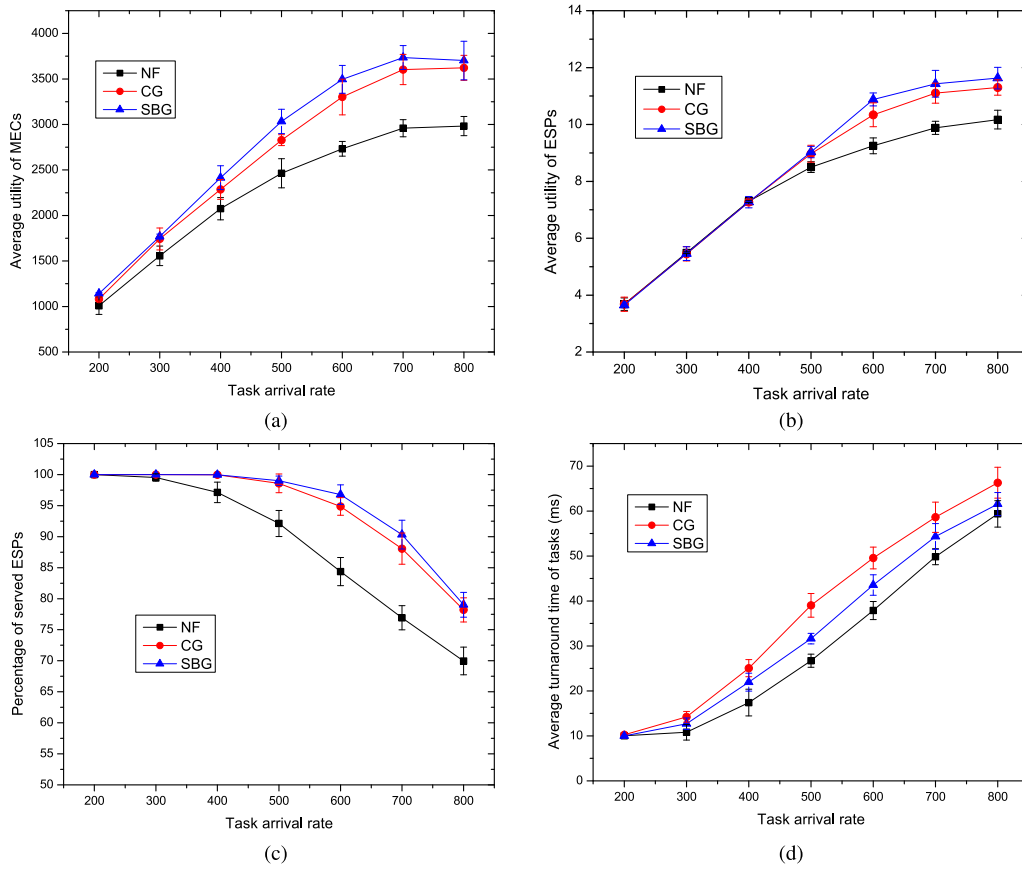 Average utility of MECs
4000
3500
3000
2500
2000
1500
1000
500
NF
CG
SBG
200 300 400 500 600 700 800
Task arrival rate
(a)
Average utility of ESPs
14
12
10
8
6
4
2
NF
CG
SBG
200 300 400 500 600 700 800
Task arrival rate
(b)
Percentage of served ESPs
105
100
95
90
85
80
75
70
65
60
55
50
NF
CG
SBG
200 300 400 500 600 700 800
Task arrival rate
(c)
Average turnaround time of tasks (ms)
70
60
50
40
30
20
10
0
NF
CG
SBG
200 300 400 500 600 700 800
Task arrival rate
(d)